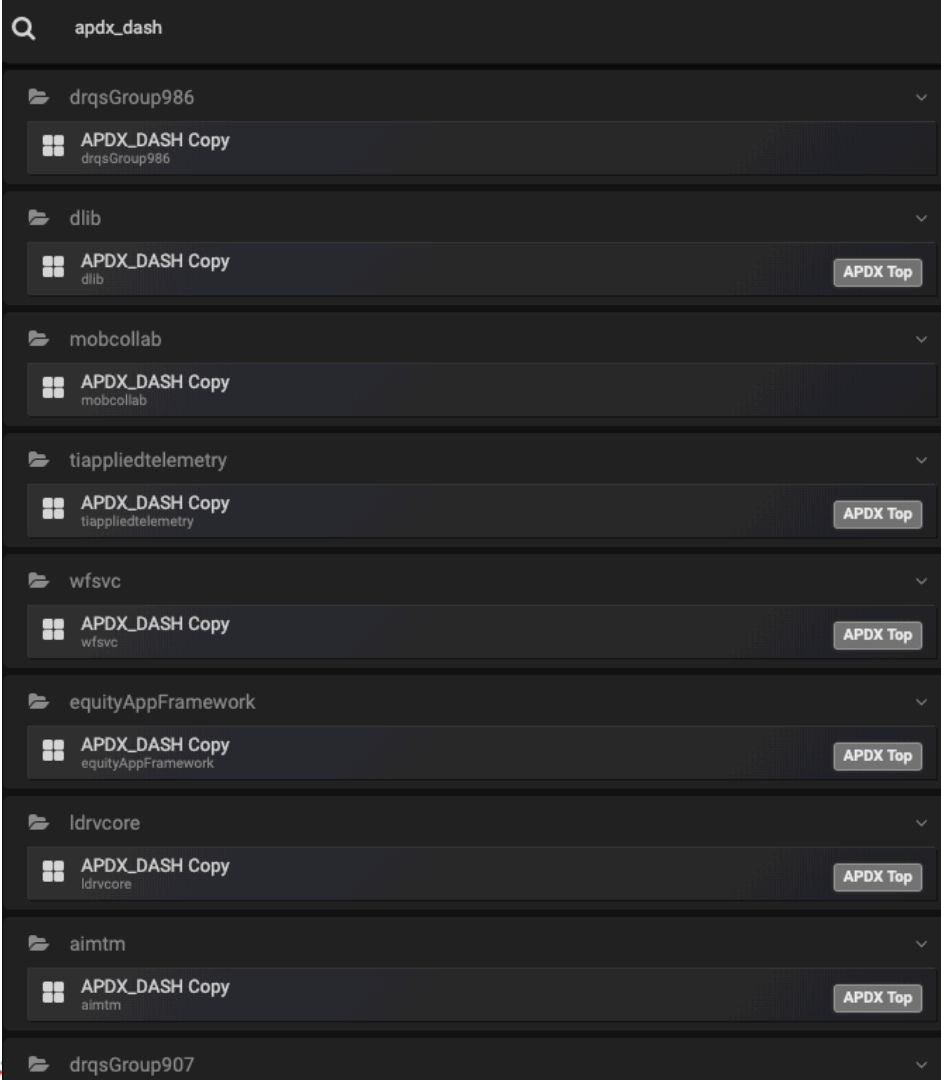 apdx_dash
drqsGroup986
APDX_DASH Copy
drqsGroup986
dlib
APDX_DASH Copy
dlib
APDX Top
mobcollab
APDX_DASH Copy
mobcollab
tiappliedtelemetry
APDX_DASH Copy
tiappliedtelemetry
APDX Top
wfsvc
APDX_DASH Copy
wfsvc
APDX Top
equityAppFramework
APDX_DASH Copy
equityAppFramework
APDX Top
ldrvcore
APDX_DASH Copy
ldrvcore
APDX Top
aimtm
APDX_DASH Copy
aimtm
APDX Top
drqsGroup907